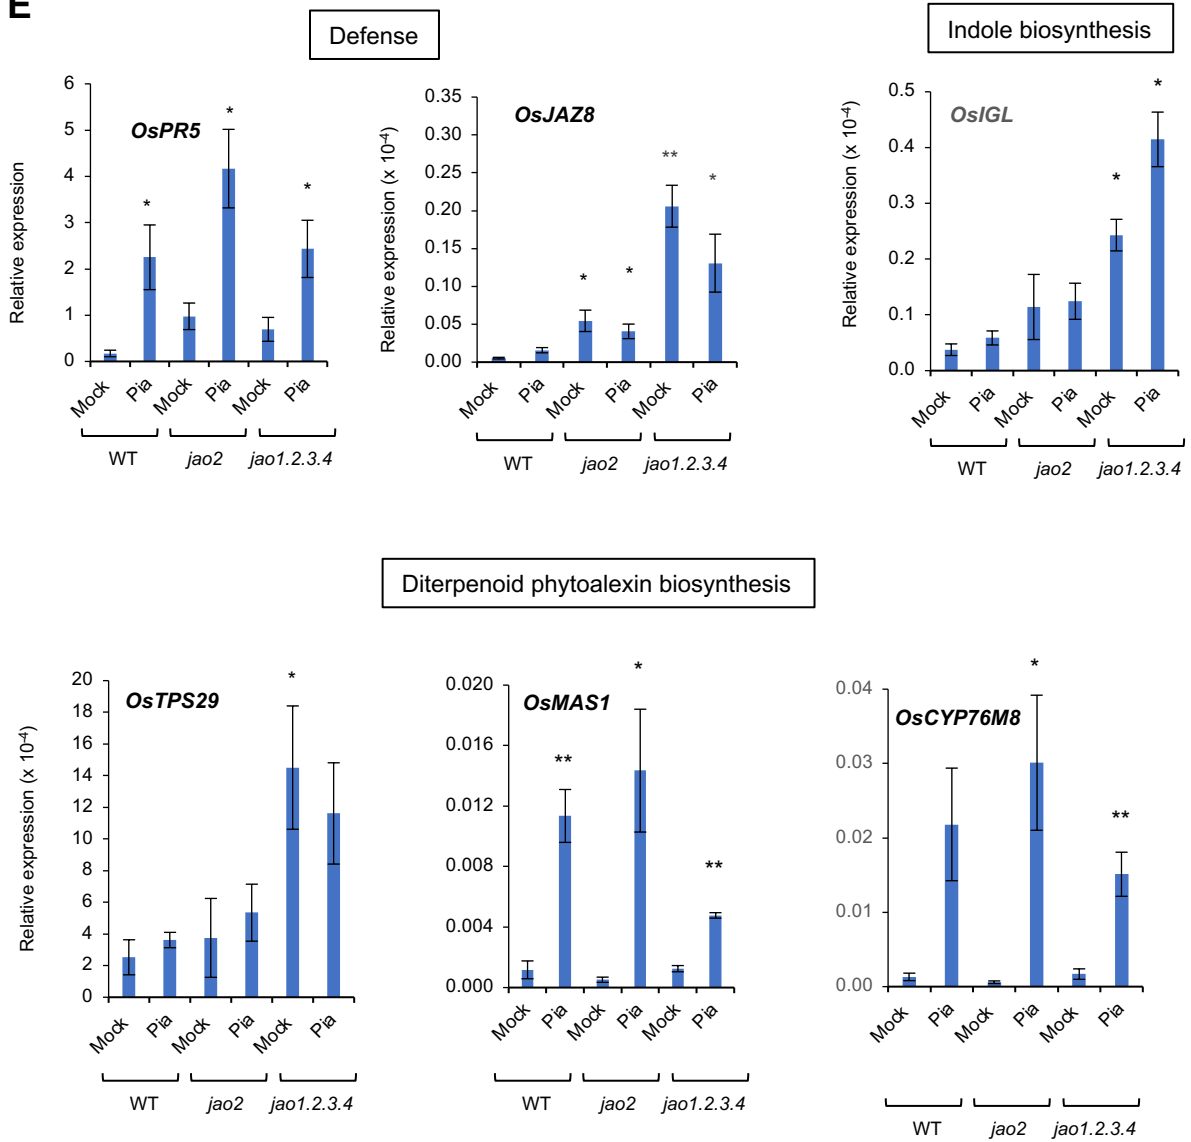 E
Defense
Indole biosynthesis
OsPR5
Relative expression
6
5
4
3
2
1
0
* * *
Mock Pia Mock Pia Mock Pia
WT jao2 jao1.2.3.4
OsJAZ8
Relative expression (x 10-4)
0.35
0.30
0.25
0.20
0.15
0.10
0.05
0.00
* * ** *
Mock Pia Mock Pia Mock Pia
WT jao2 jao1.2.3.4
OsIGL
Relative expression (x 10-4)
0.5
0.4
0.3
0.2
0.1
0.0
* *
Mock Pia Mock Pia Mock Pia
WT jao2 jao1.2.3.4
Diterpenoid phytoalexin biosynthesis
OsTPS29
Relative expression (x 10-4)
20
18
16
14
12
10
8
6
4
2
0
*
Mock Pia Mock Pia Mock Pia
WT jao2 jao1.2.3.4
OsMAS1
0.020
0.016
0.012
0.008
0.004
0.000
** * **
Mock Pia Mock Pia Mock Pia
WT jao2 jao1.2.3.4
OsCYP76M8
0.04
0.03
0.02
0.01
0.00
* **
Mock Pia Mock Pia Mock Pia
WT jao2 jao1.2.3.4